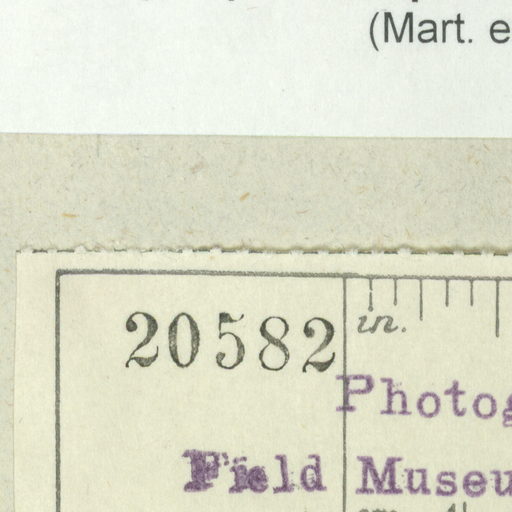 (Mart. e
20582
in.
Photog
Field Museu